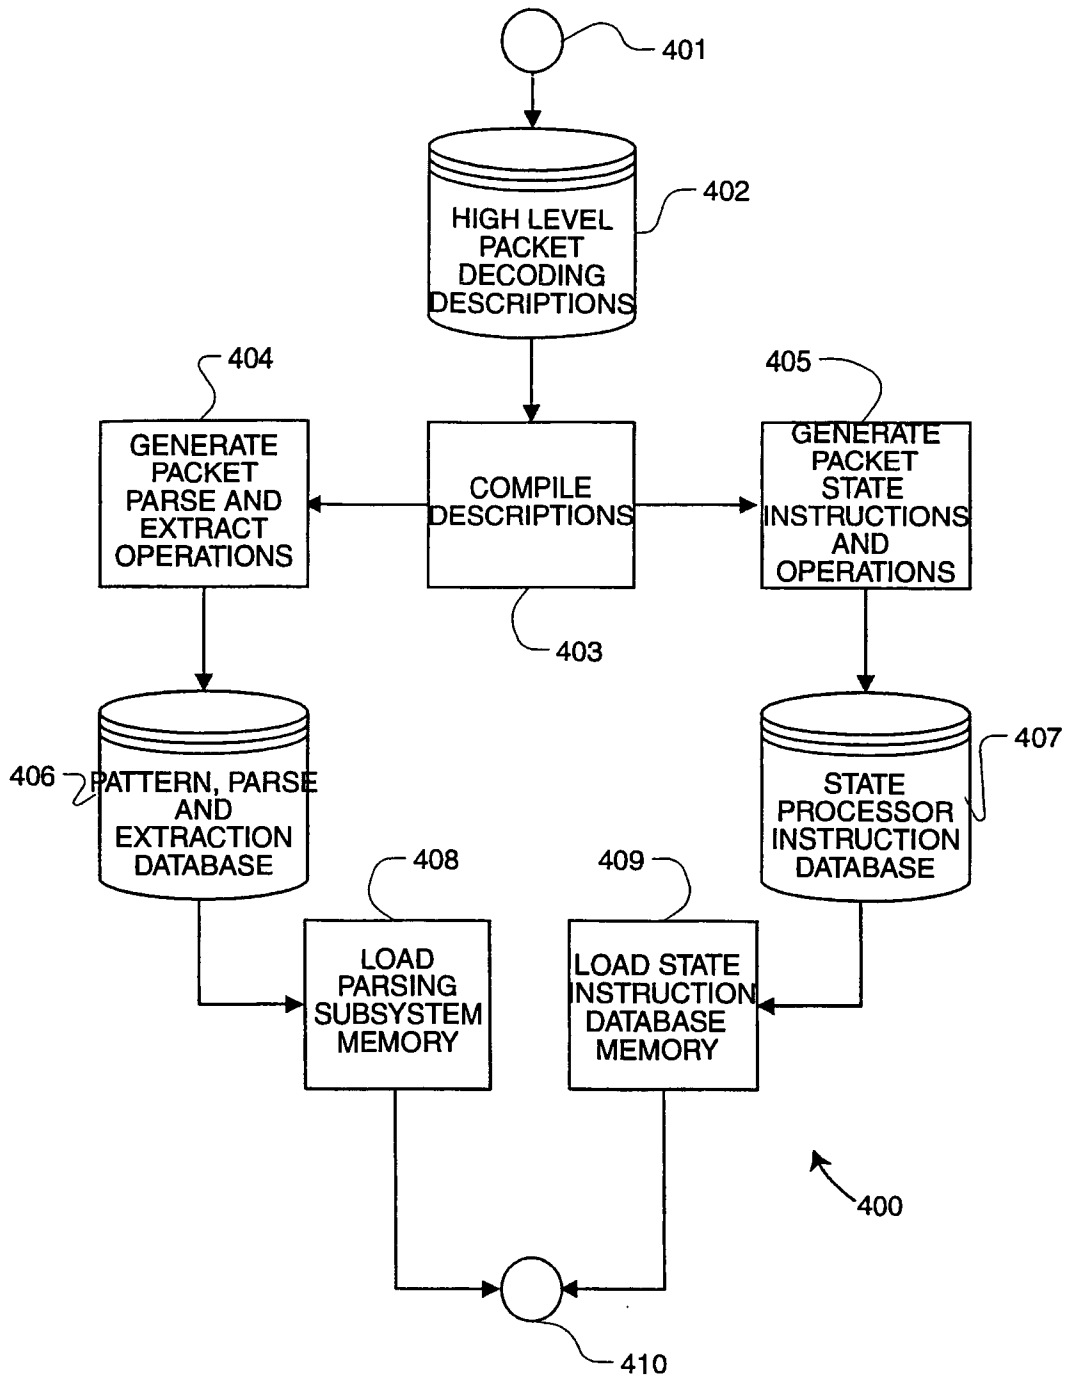 401
402
HIGH LEVEL
PACKET
DECODING
DESCRIPTIONS
404
405
GENERATE
PACKET
PARSE AND
EXTRACT
OPERATIONS
COMPILE
DESCRIPTIONS
GENERATE
PACKET
STATE
INSTRUCTIONS
AND
OPERATIONS
403
406
PATTERN, PARSE
AND
EXTRACTION
DATABASE
407
STATE
PROCESSOR
INSTRUCTION
DATABASE
408
409
LOAD
PARSING
SUBSYSTEM
MEMORY
LOAD STATE
INSTRUCTION
DATABASE
MEMORY
400
410